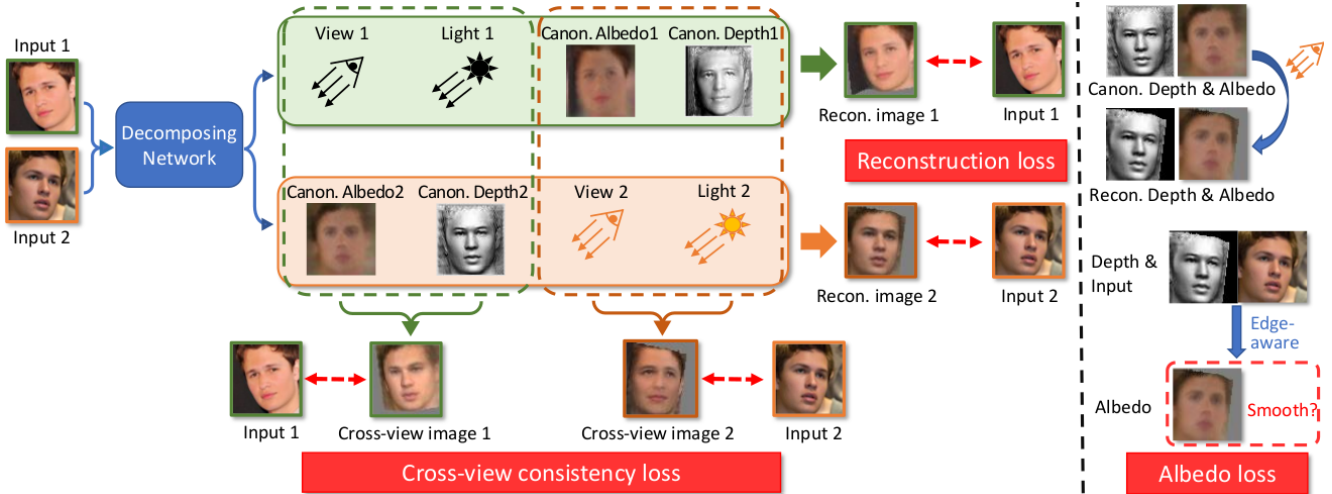 Input 1
Input 2
Decomposing
Network
View 1
Light 1
Canon. Albedo1
Canon. Depth1
Canon. Albedo2
Canon. Depth2
View 2
Light 2
Recon. image 1
Input 1
Reconstruction loss
Recon. image 2
Input 2
Input 1
Cross-view image 1
Cross-view image 2
Input 2
Cross-view consistency loss
Canon. Depth & Albedo
Recon. Depth & Albedo
Depth &
Input
Edge-
aware
Albedo
Smooth?
Albedo loss